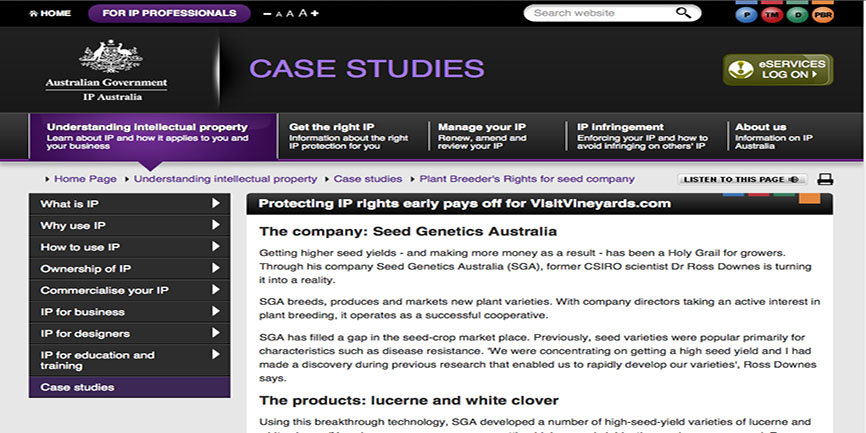 HOME
FOR IP PROFESSIONALS
– A A A +
Search website
P TM D PBR
Australian Government
IP Australia
CASE STUDIES
eSERVICES
LOG ON
Understanding intellectual property
Learn about IP and how it applies to you and
your business
Get the right IP
Information about the right
IP protection for you
Manage your IP
Renew, amend and
review your IP
IP infringement
Enforcing your IP and how to
avoid infringing on others' IP
About us
Information on IP
Australia
Home Page Understanding intellectual property Case studies Plant Breeder's Rights for seed company
LISTEN TO THIS PAGE
What is IP
Why use IP
How to use IP
Ownership of IP
Commercialise your IP
IP for business
IP for designers
IP for education and
training
Case studies
Protecting IP rights early pays off for VisitVineyards.com
The company: Seed Genetics Australia
Getting higher seed yields - and making more money as a result - has been a Holy Grail for growers.
Through his company Seed Genetics Australia (SGA), former CSIRO scientist Dr Ross Downes is turning
it into a reality.
SGA breeds, produces and markets new plant varieties. With company directors taking an active interest in
plant breeding, it operates as a successful cooperative.
SGA has filled a gap in the seed-crop market place. Previously, seed varieties were popular primarily for
characteristics such as disease resistance. 'We were concentrating on getting a high seed yield and I had
made a discovery during previous research that enabled us to rapidly develop our varieties', Ross Downes
says.
The products: lucerne and white clover
Using this breakthrough technology, SGA developed a number of high-seed-yield varieties of lucerne and